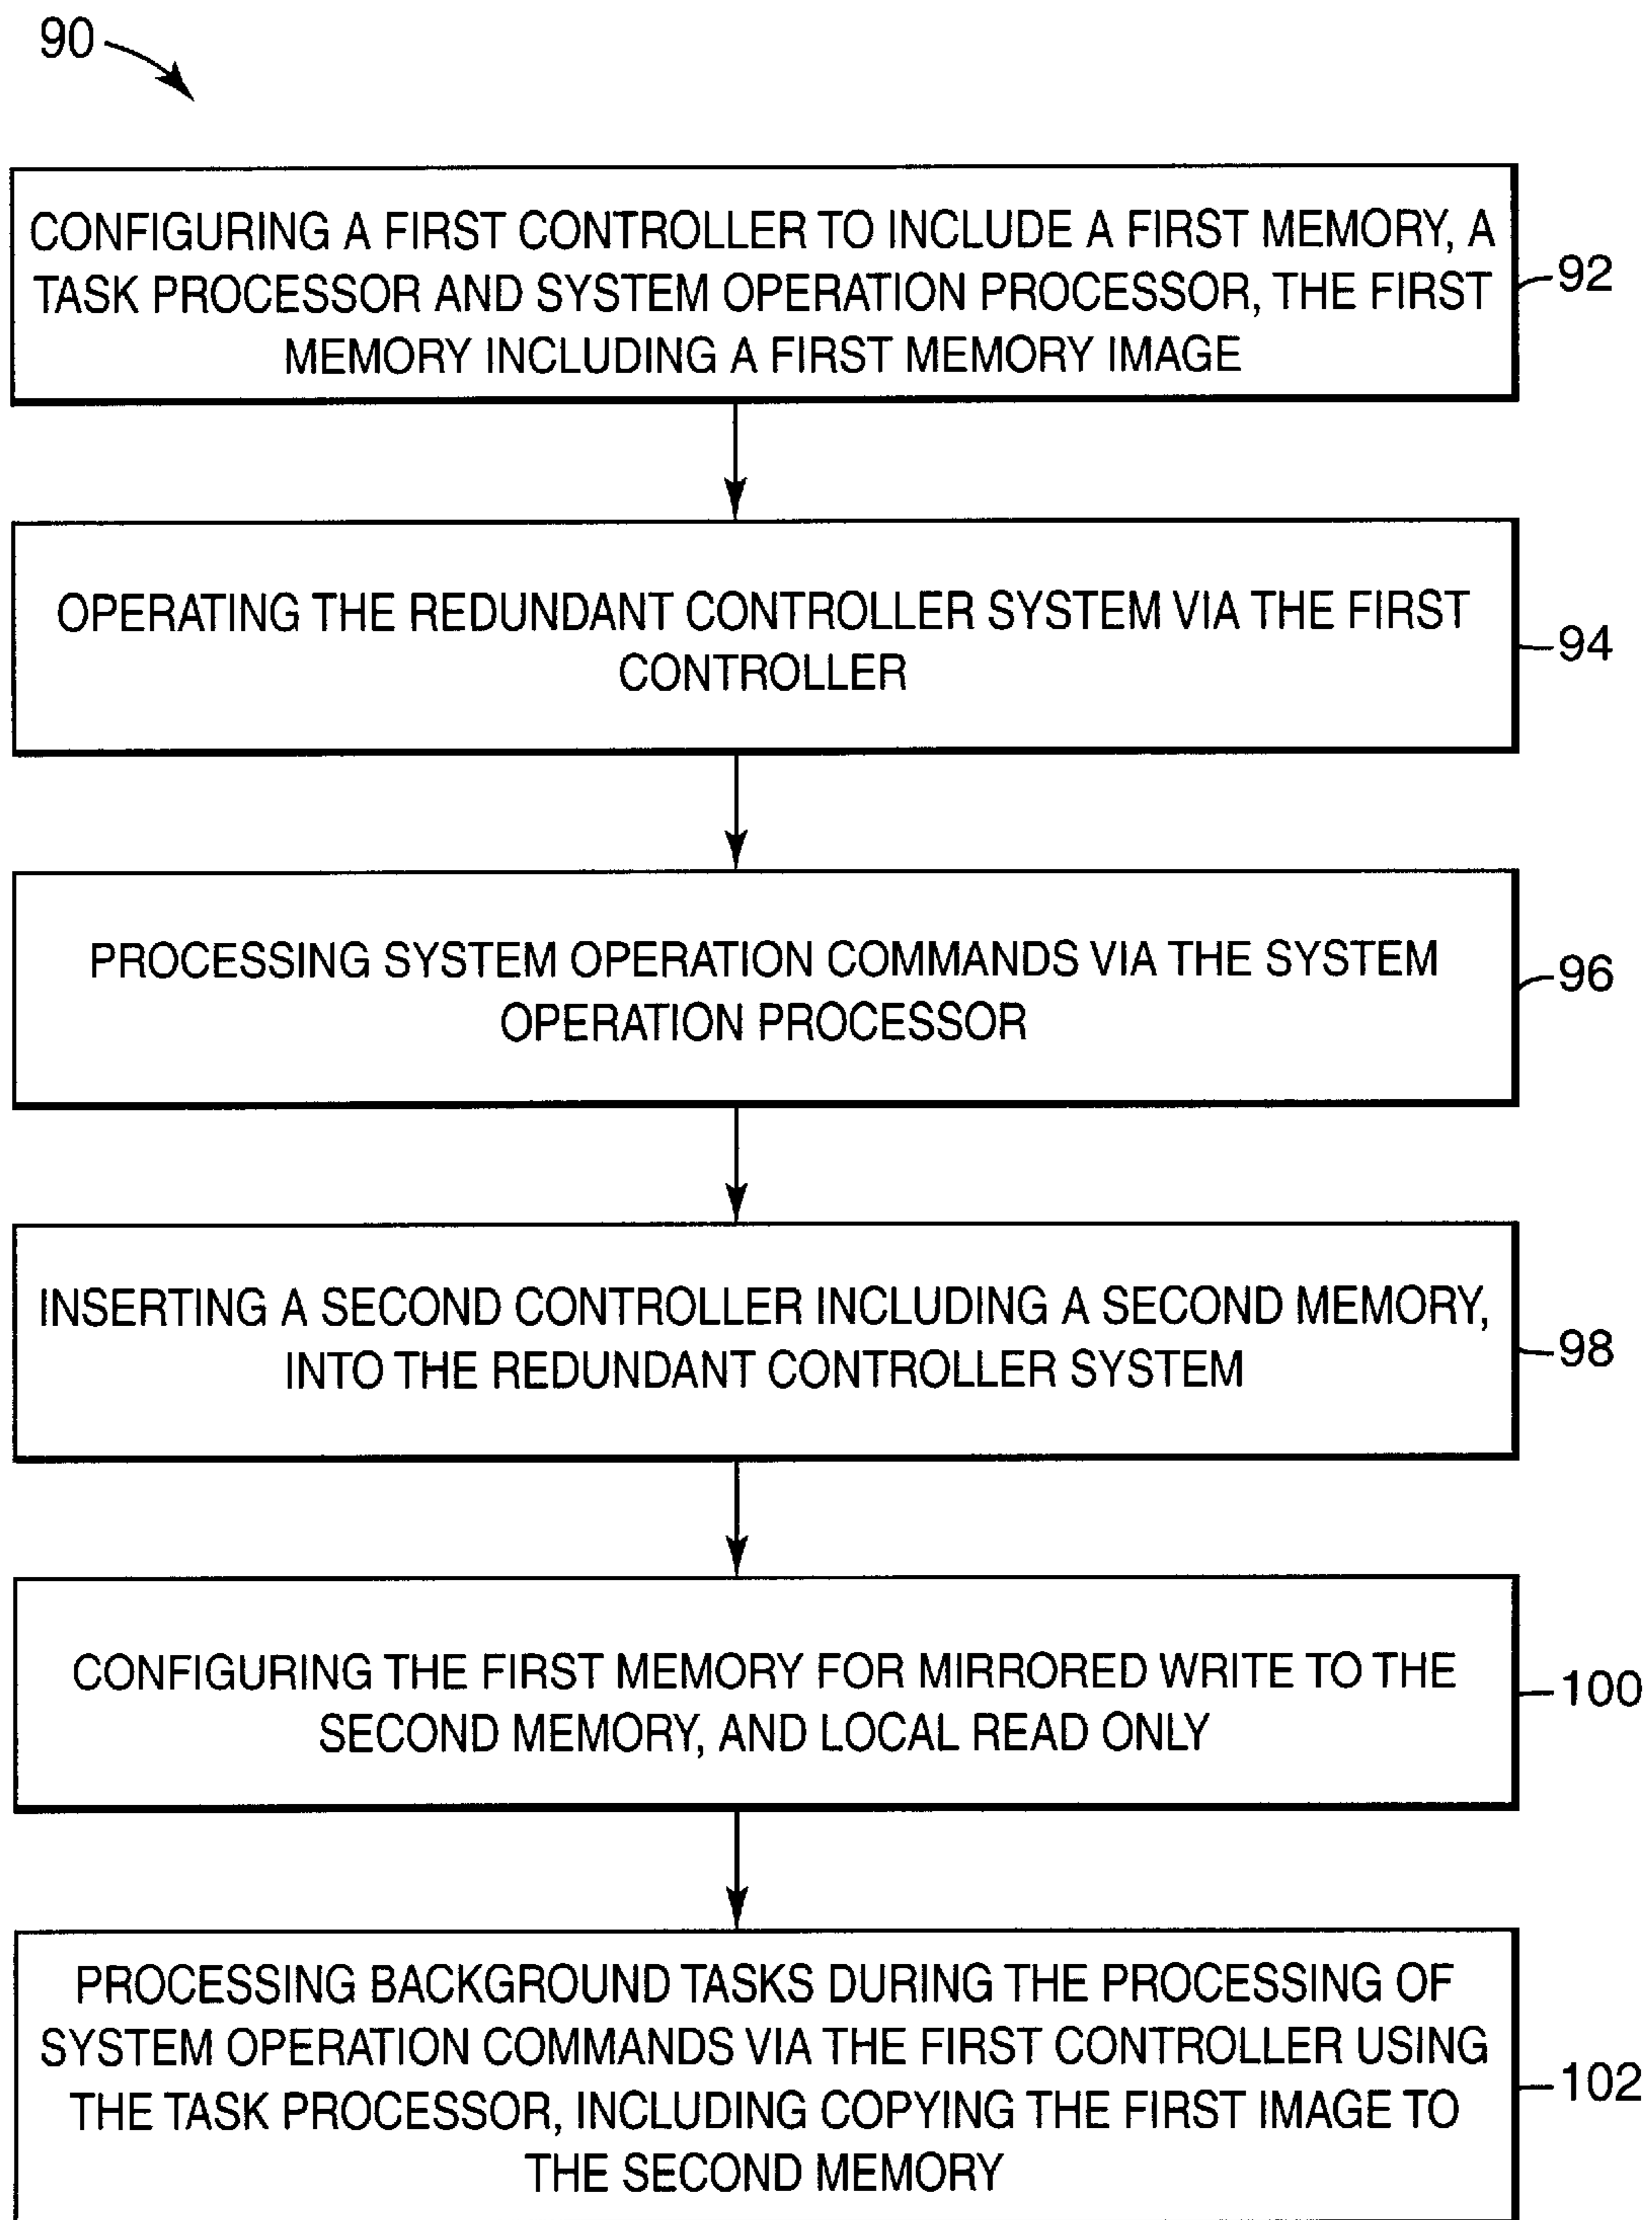 90
CONFIGURING A FIRST CONTROLLER TO INCLUDE A FIRST MEMORY, A
TASK PROCESSOR AND SYSTEM OPERATION PROCESSOR, THE FIRST
MEMORY INCLUDING A FIRST MEMORY IMAGE
92
OPERATING THE REDUNDANT CONTROLLER SYSTEM VIA THE FIRST
CONTROLLER
94
PROCESSING SYSTEM OPERATION COMMANDS VIA THE SYSTEM
OPERATION PROCESSOR
96
INSERTING A SECOND CONTROLLER INCLUDING A SECOND MEMORY,
INTO THE REDUNDANT CONTROLLER SYSTEM
98
CONFIGURING THE FIRST MEMORY FOR MIRRORED WRITE TO THE
SECOND MEMORY, AND LOCAL READ ONLY
100
PROCESSING BACKGROUND TASKS DURING THE PROCESSING OF
SYSTEM OPERATION COMMANDS VIA THE FIRST CONTROLLER USING
THE TASK PROCESSOR, INCLUDING COPYING THE FIRST IMAGE TO
THE SECOND MEMORY
102